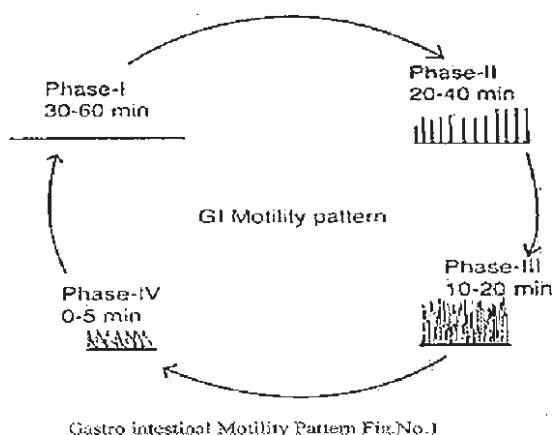 Phase-I
30-60 min
Phase-II
20-40 min
GI Motility pattern
Phase-III
10-20 min
Phase-IV
0-5 min
Gastro intestinal Motility Pattern Fig.No.1